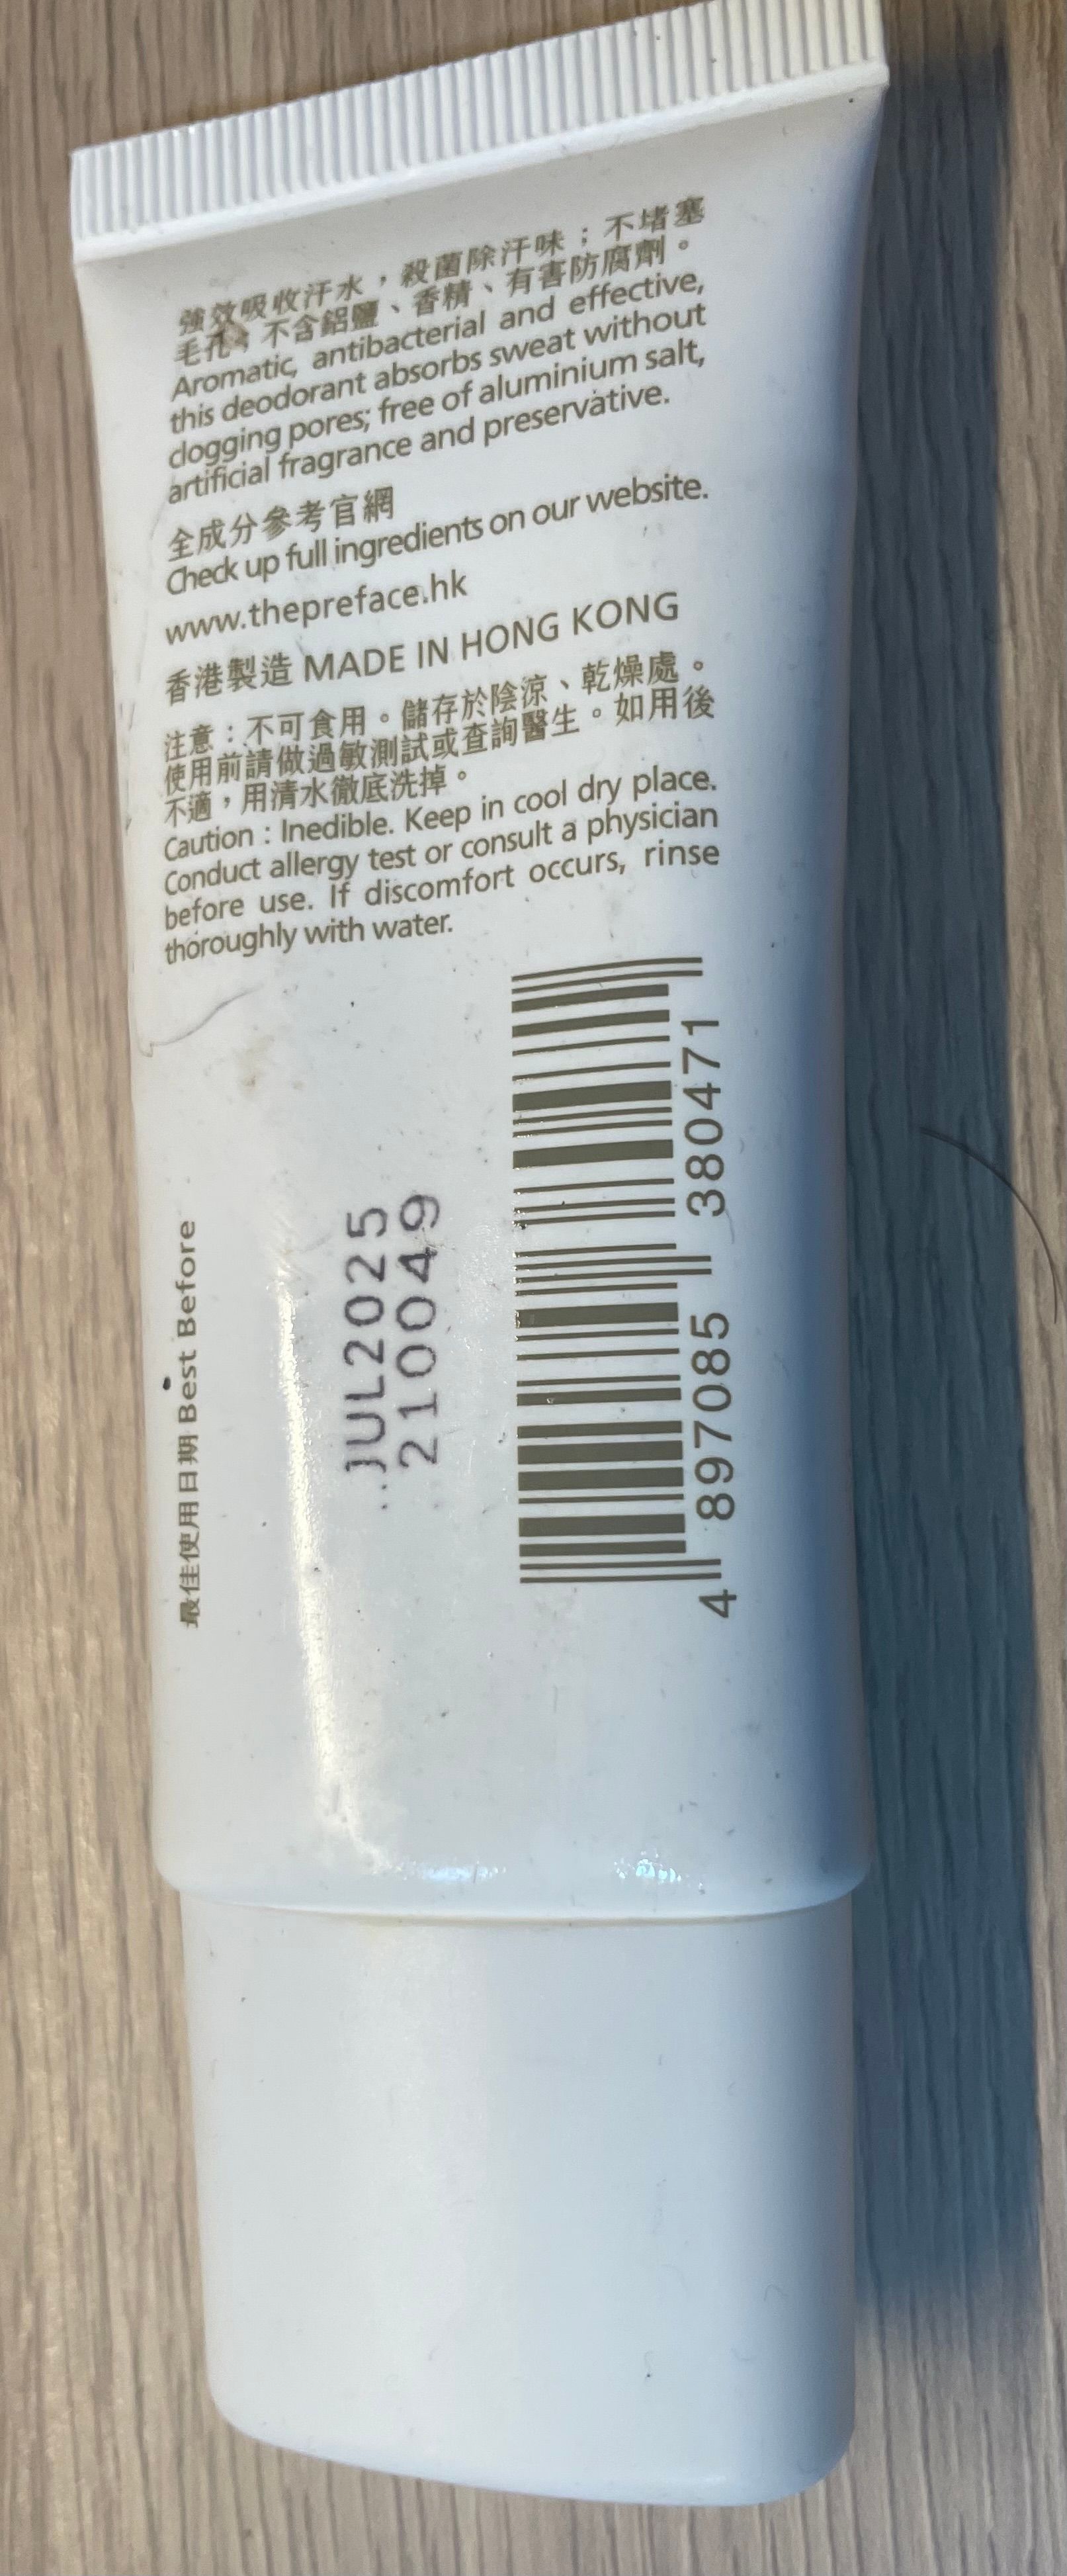 強效吸收汗水，殺菌除汗味；不堵塞
毛孔；不含鋁鹽、香精、有害防腐劑。
Aromatic, antibacterial and effective,
this deodorant absorbs sweat without
clogging pores; free of aluminium salt,
artificial fragrance and preservative.
全成分參考官網
Check up full ingredients on our website.
www.thepreface.hk
香港製造 MADE IN HONG KONG
注意：不可食用。儲存於陰涼、乾燥處。
使用前請做過敏測試或查詢醫生。如用後
不適，用清水徹底洗掉。
Caution : Inedible. Keep in cool dry place.
Conduct allergy test or consult a physician
before use. If discomfort occurs, rinse
thoroughly with water.
最佳使用日期 Best Before
JUL2025
210049
4 897085 380471